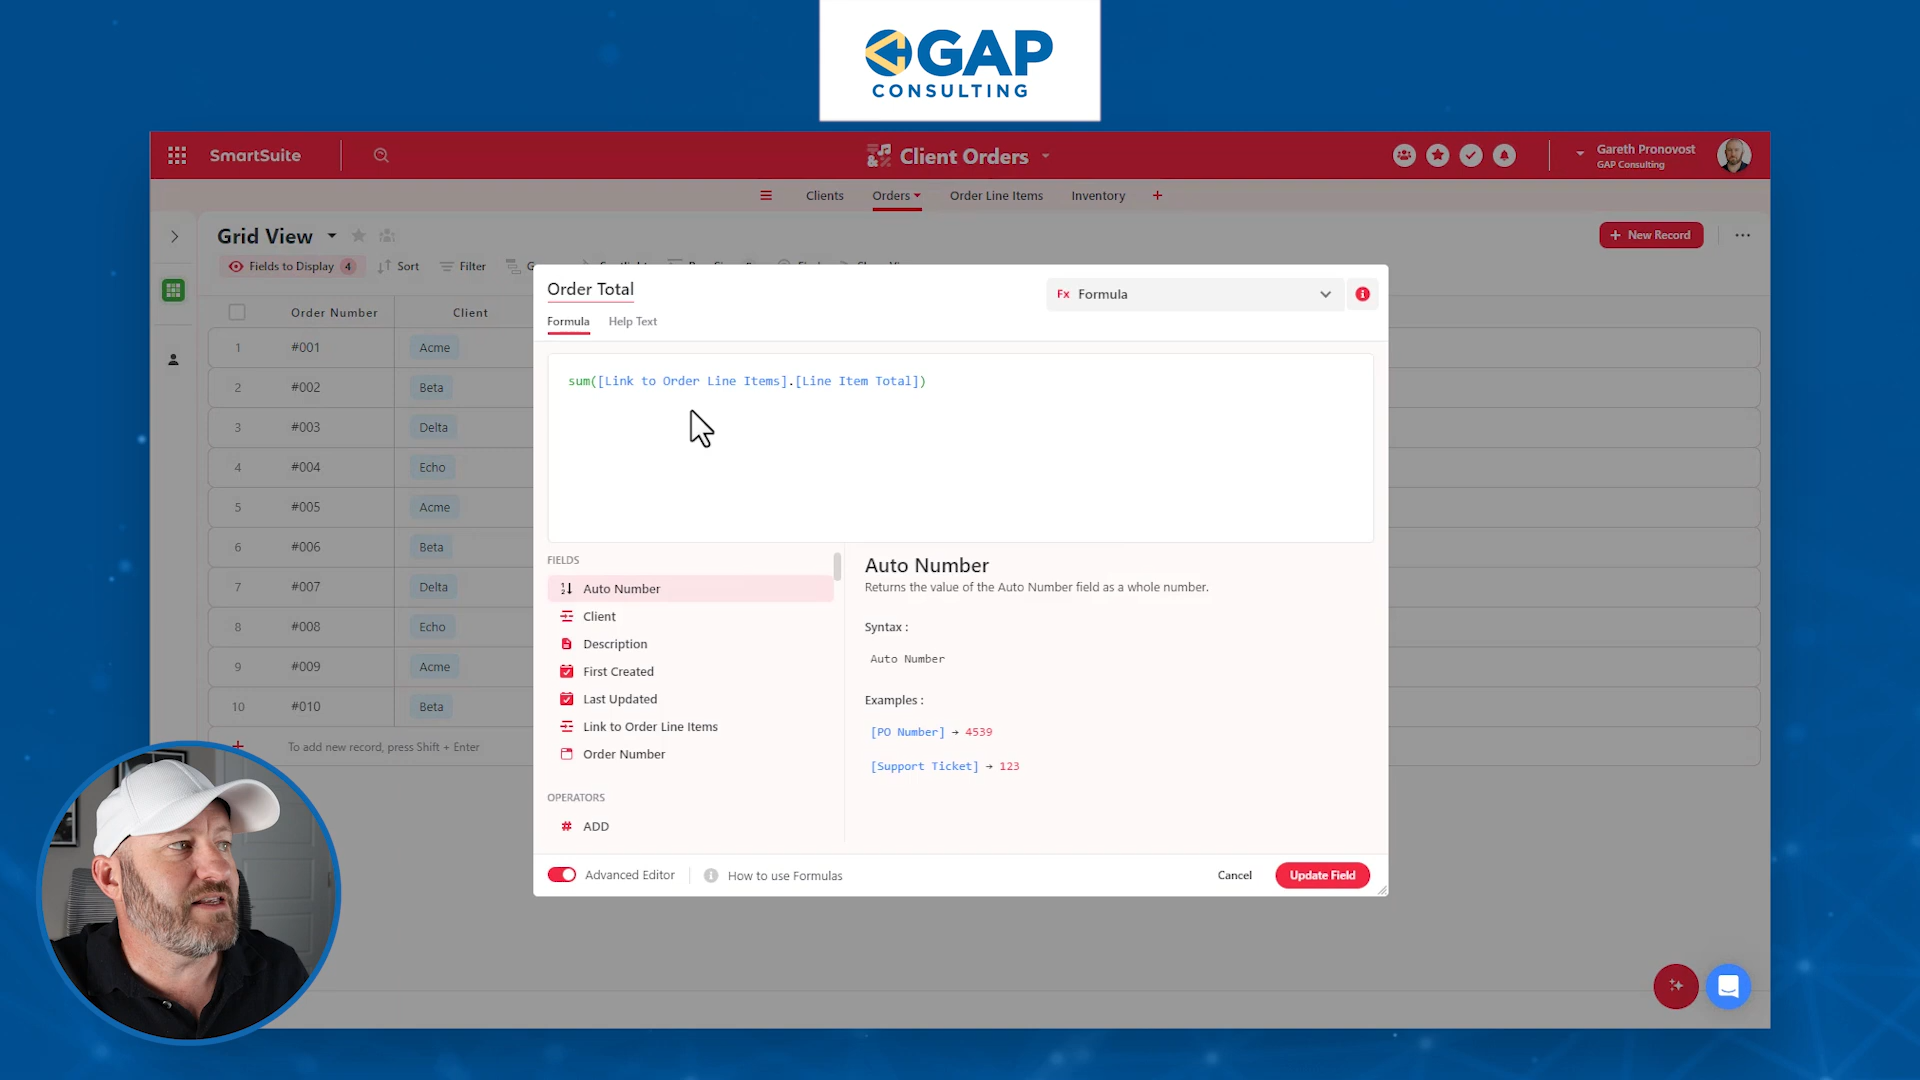 GAP
CONSULTING
SmartSuite
Client Orders
Gareth Pronovost
GAP Consulting
Clients
Orders
Order Line Items
Inventory
Grid View
New Record
Fields to Display 4
Sort
Filter
Order Number
Client
1 #001 Acme
2 #002 Beta
3 #003 Delta
4 #004 Echo
5 #005 Acme
6 #006 Beta
7 #007 Delta
8 #008 Echo
9 #009 Acme
10 #010 Beta
To add new record, press Shift + Enter
Order Total
Fx Formula
Formula
Help Text
sum([Link to Order Line Items].[Line Item Total])
FIELDS
Auto Number
Client
Description
First Created
Last Updated
Link to Order Line Items
Order Number
OPERATORS
# ADD
Auto Number
Returns the value of the Auto Number field as a whole number.
Syntax :
Auto Number
Examples :
[PO Number] → 4539
[Support Ticket] → 123
Advanced Editor
How to use Formulas
Cancel
Update Field